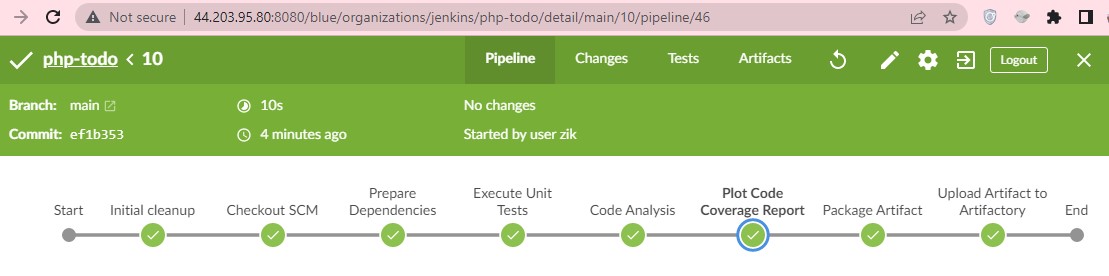 Not secure | 44.203.95.80:8080/blue/organizations/jenkins/php-todo/detail/main/10/pipeline/46
php-todo < 10 Pipeline Changes Tests Artifacts Logout
Branch: main 10s No changes
Commit: ef1b353 4 minutes ago Started by user zik
Prepare Execute Unit Plot Code Upload Artifact to
Start Initial cleanup Checkout SCM Dependencies Tests Code Analysis Coverage Report Package Artifact Artifactory End